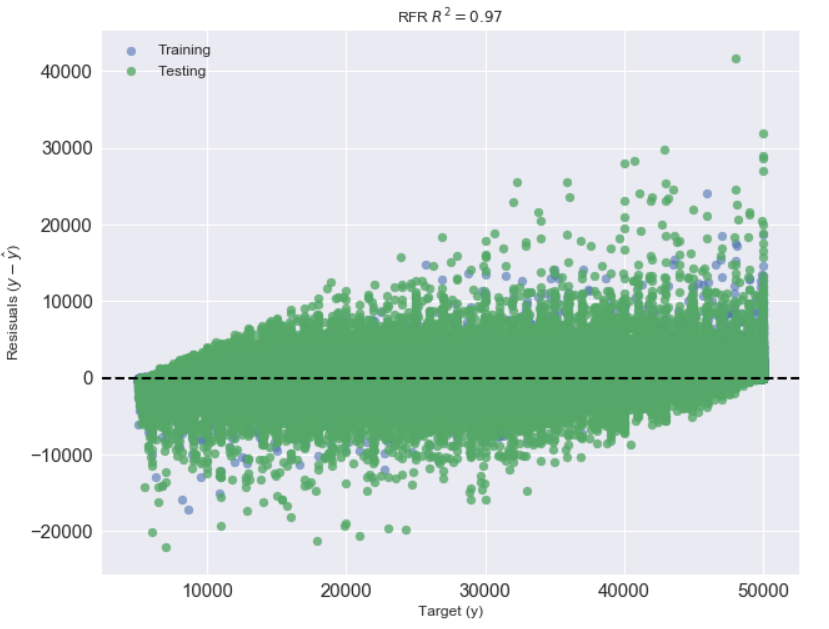 RFR $R^2 = 0.97$
Training
Testing
40000
30000
20000
10000
0
−10000
−20000
Resisuals $(y - \hat{y})$
10000 20000 30000 40000 50000
Target (y)